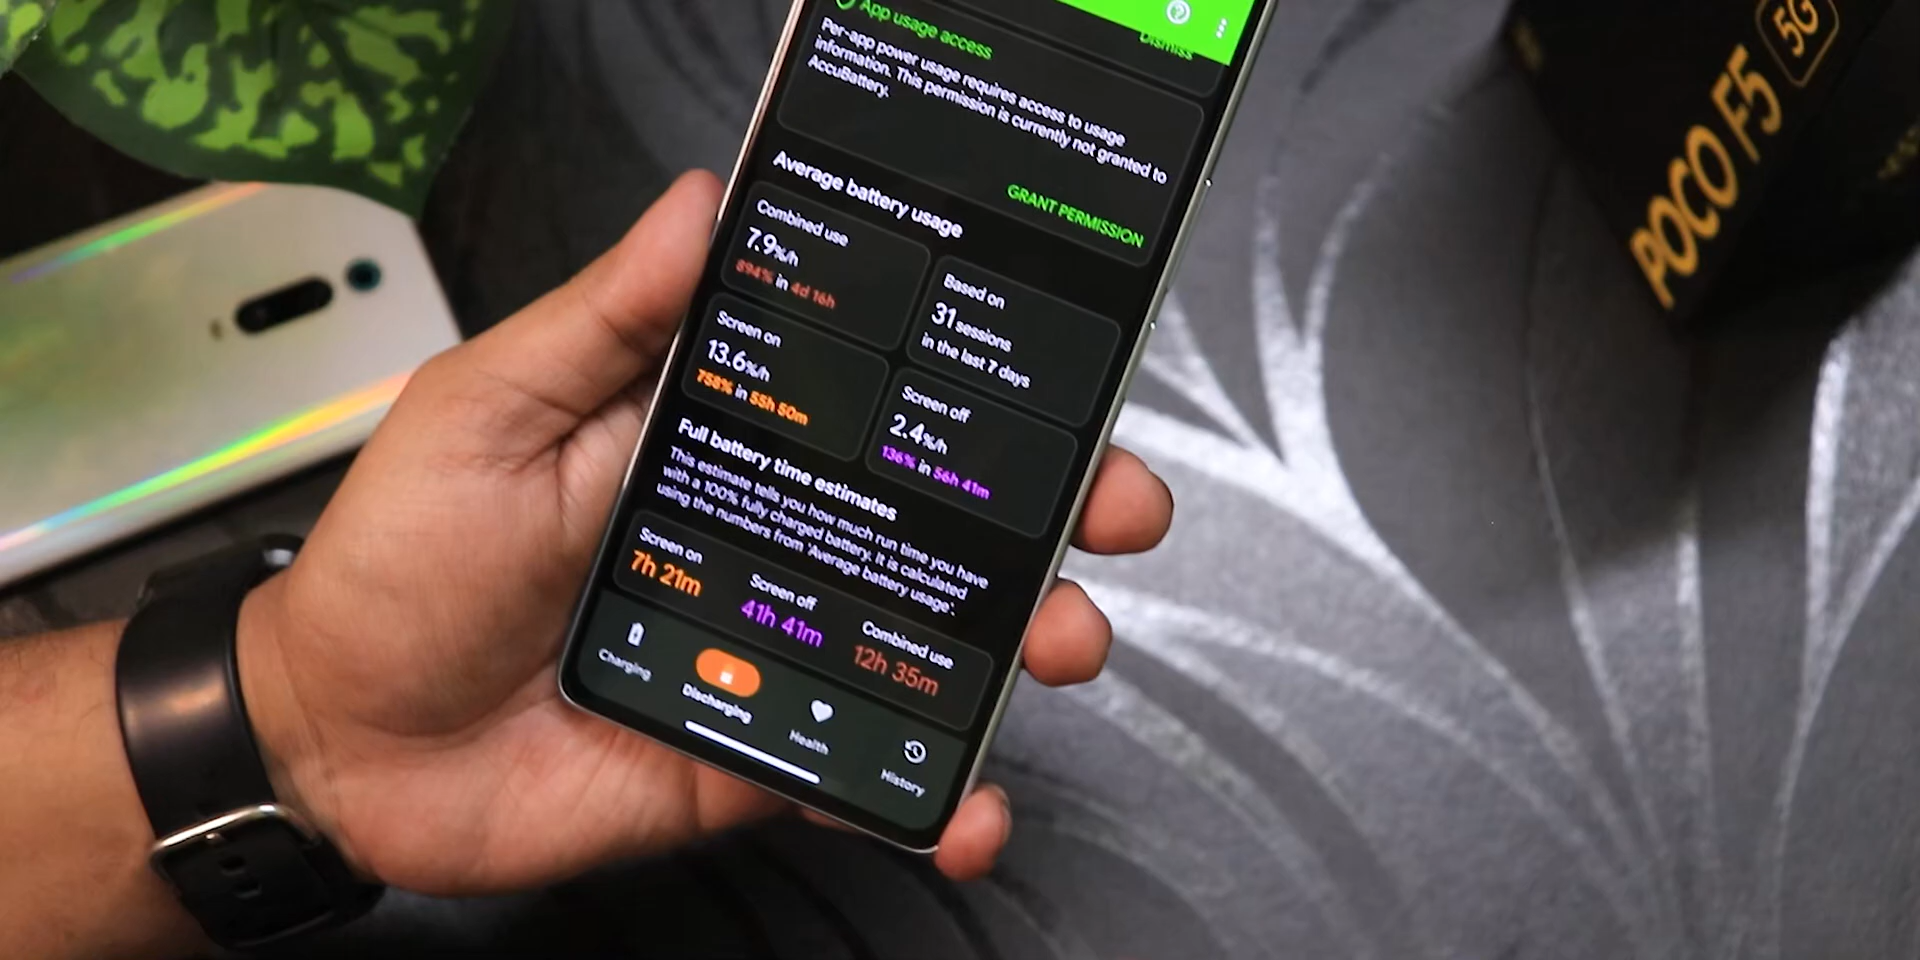 App usage access
Dismiss
Per-app power usage requires access to usage
information. This permission is currently not granted to
AccuBattery.
GRANT PERMISSION
Average battery usage
Combined use
7.9%/h
894% in 4d 16h
Based on
31 sessions
in the last 7 days
Screen on
13.6%/h
758% in 55h 50m
Screen off
2.4%/h
136% in 56h 41m
Full battery time estimates
This estimate tells you how much run time you have
with a 100% fully charged battery. It is calculated
using the numbers from 'Average battery usage'.
Screen on
7h 21m
Screen off
41h 41m
Combined use
12h 35m
Charging
Discharging
Health
History
POCO F5
5G